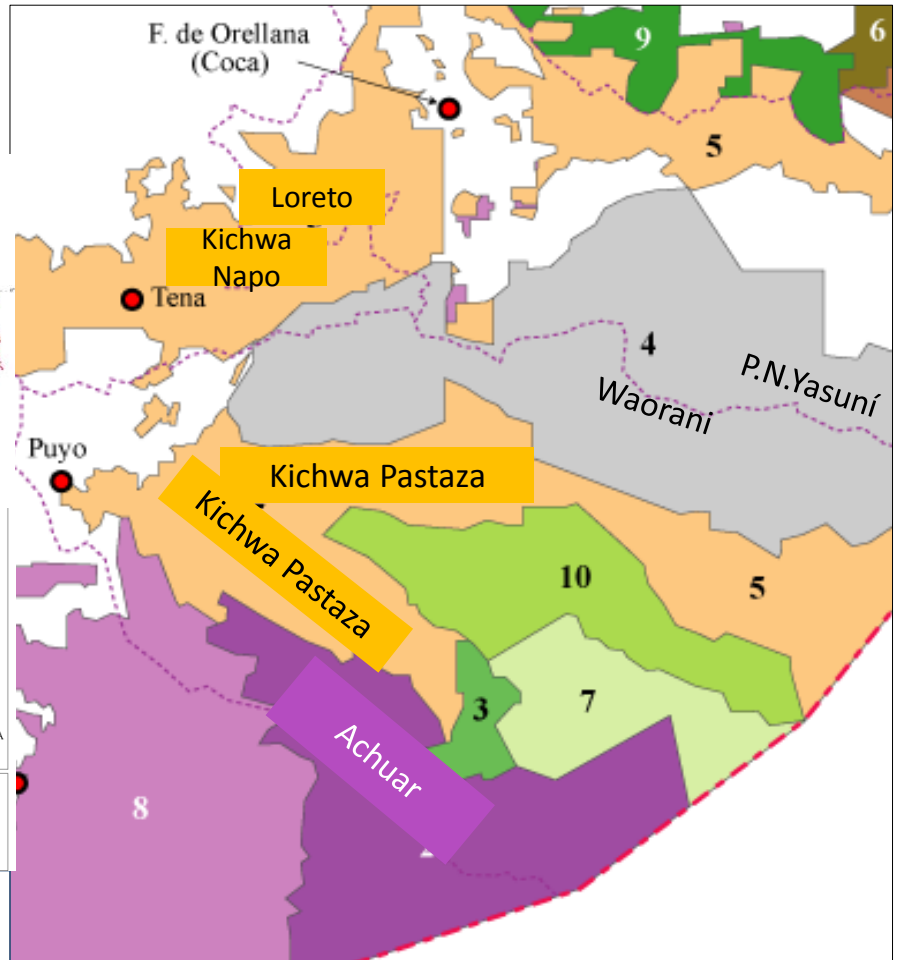 F. de Orellana
(Coca)
9
6
5
Loreto
Kichwa
Napo
Tena
4
P.N.Yasuní
Waorani
Puyo
Kichwa Pastaza
Kichwa Pastaza
10
5
7
3
Achuar
8